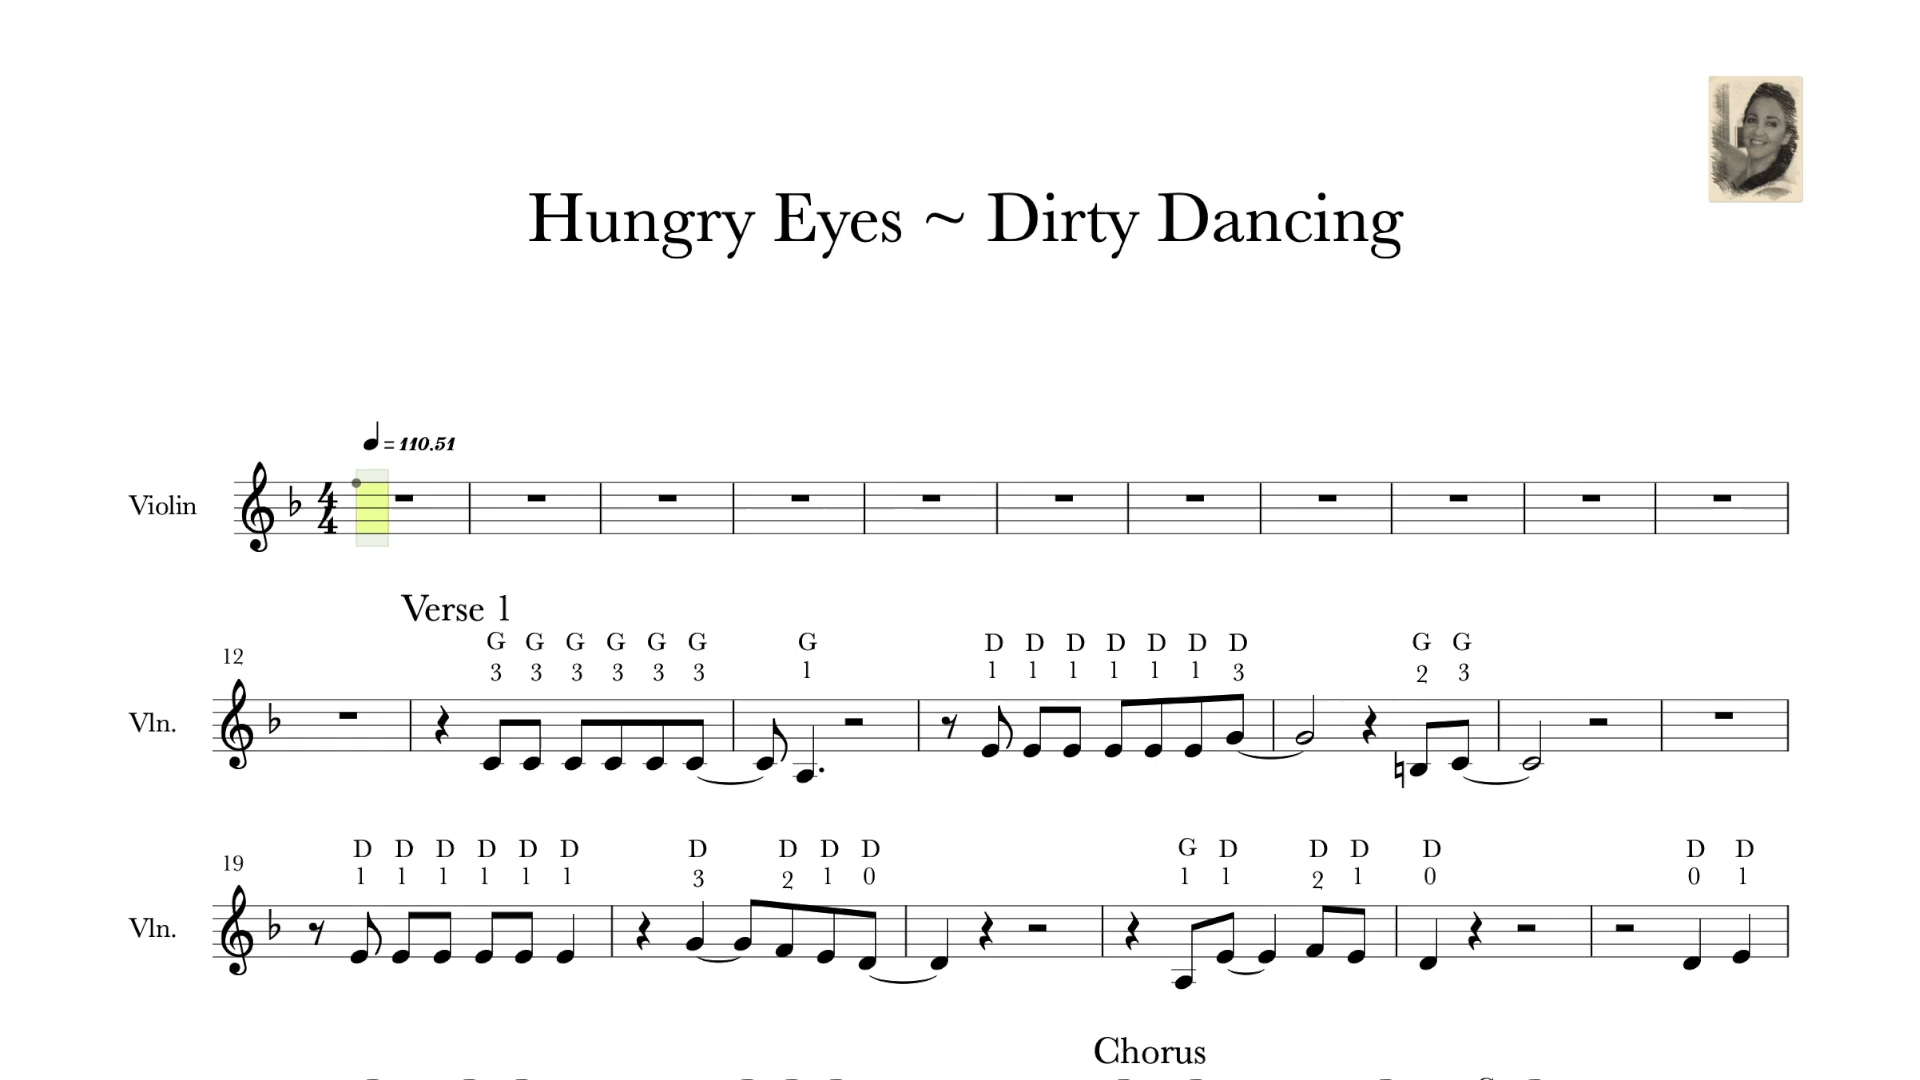 Hungry Eyes ~ Dirty Dancing
= 110.51
Violin
4
4
Verse 1
G G G G G G G D D D D D D D G G
3 3 3 3 3 3 1 1 1 1 1 1 1 3 2 3
12
Vln.
D D D D D D D D D D G D D D D D D
1 1 1 1 1 1 3 2 1 0 1 1 2 1 0 0 1
19
Vln.
Chorus